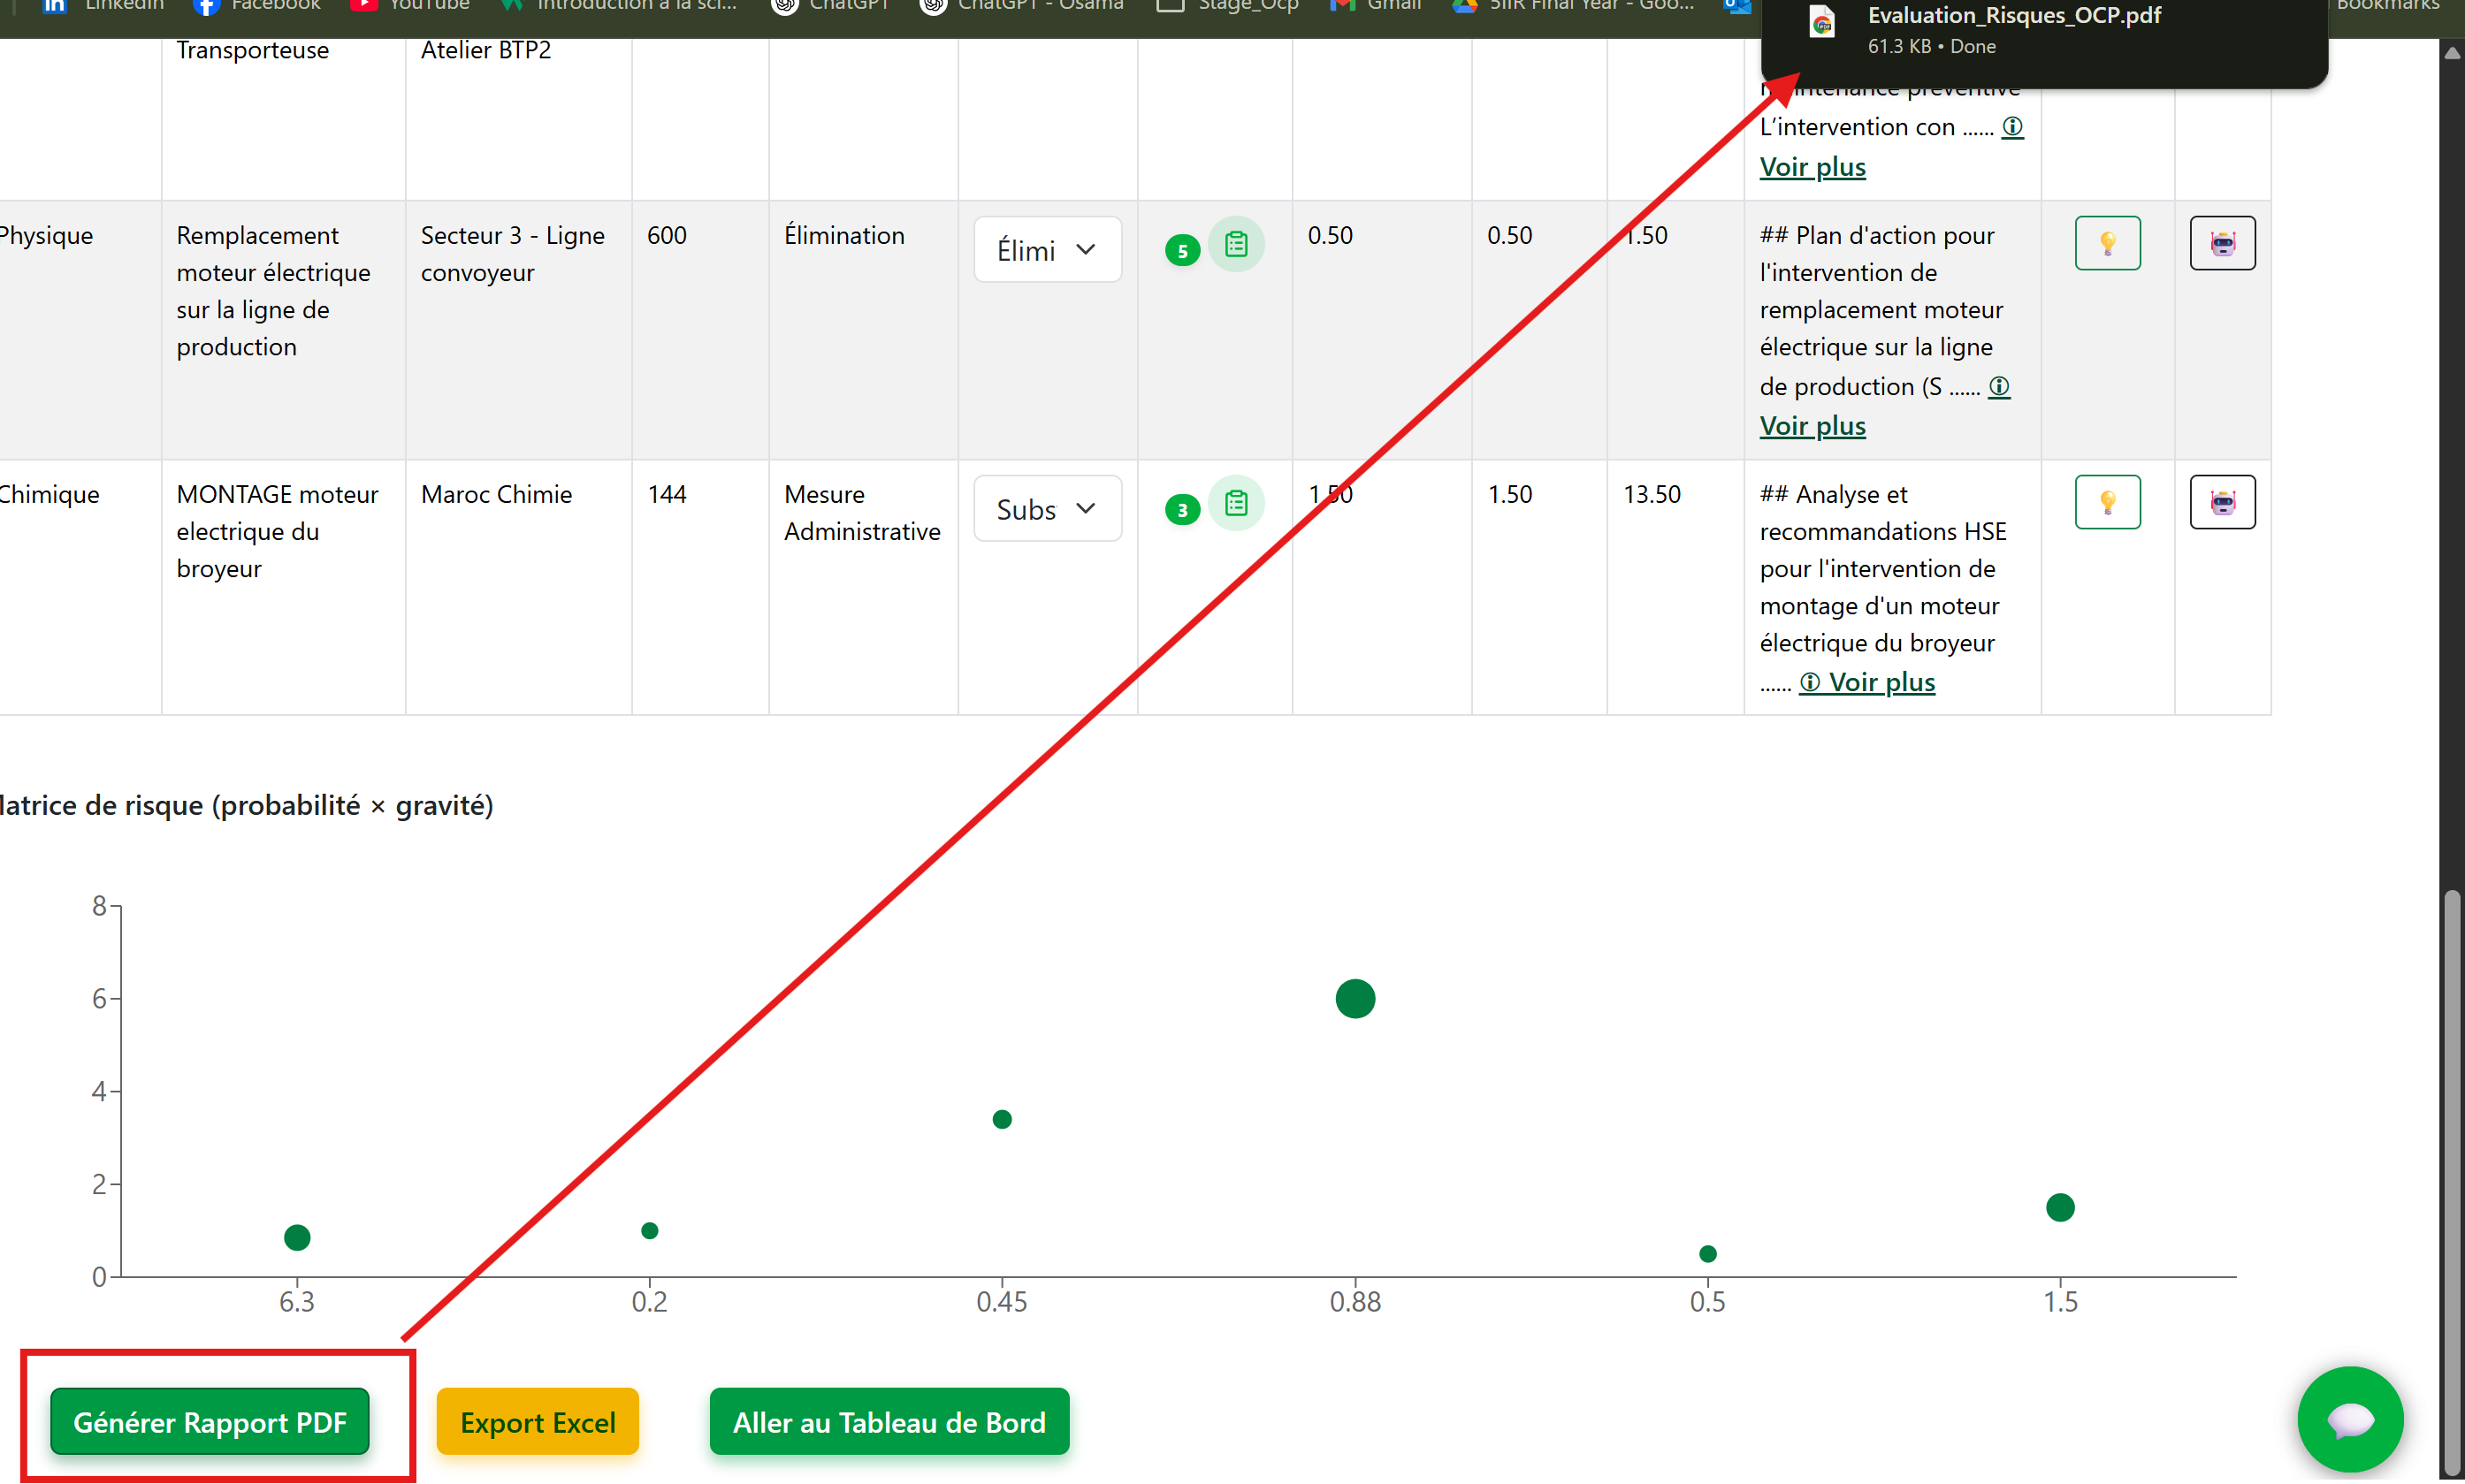 LinkedIn Facebook YouTube Introduction à la sci... ChatGPT ChatGPT - Osama Stage_Ocp Gmail 5IIR Final Year - Goo... Bookmarks
Evaluation_Risques_OCP.pdf
61.3 KB • Done
Transporteuse
Atelier BTP2
maintenance préventive
L'intervention con ......
Voir plus
Physique
Remplacement
moteur électrique
sur la ligne de
production
Secteur 3 - Ligne
convoyeur
600
Élimination
Élimi
5
0.50
0.50
1.50
## Plan d'action pour
l'intervention de
remplacement moteur
électrique sur la ligne
de production (S ......
Voir plus
Chimique
MONTAGE moteur
electrique du
broyeur
Maroc Chimie
144
Mesure
Administrative
Subs
3
1.50
1.50
13.50
## Analyse et
recommandations HSE
pour l'intervention de
montage d'un moteur
électrique du broyeur
...... Voir plus
Matrice de risque (probabilité × gravité)
8
6
4
2
0
6.3 0.2 0.45 0.88 0.5 1.5
Générer Rapport PDF
Export Excel
Aller au Tableau de Bord